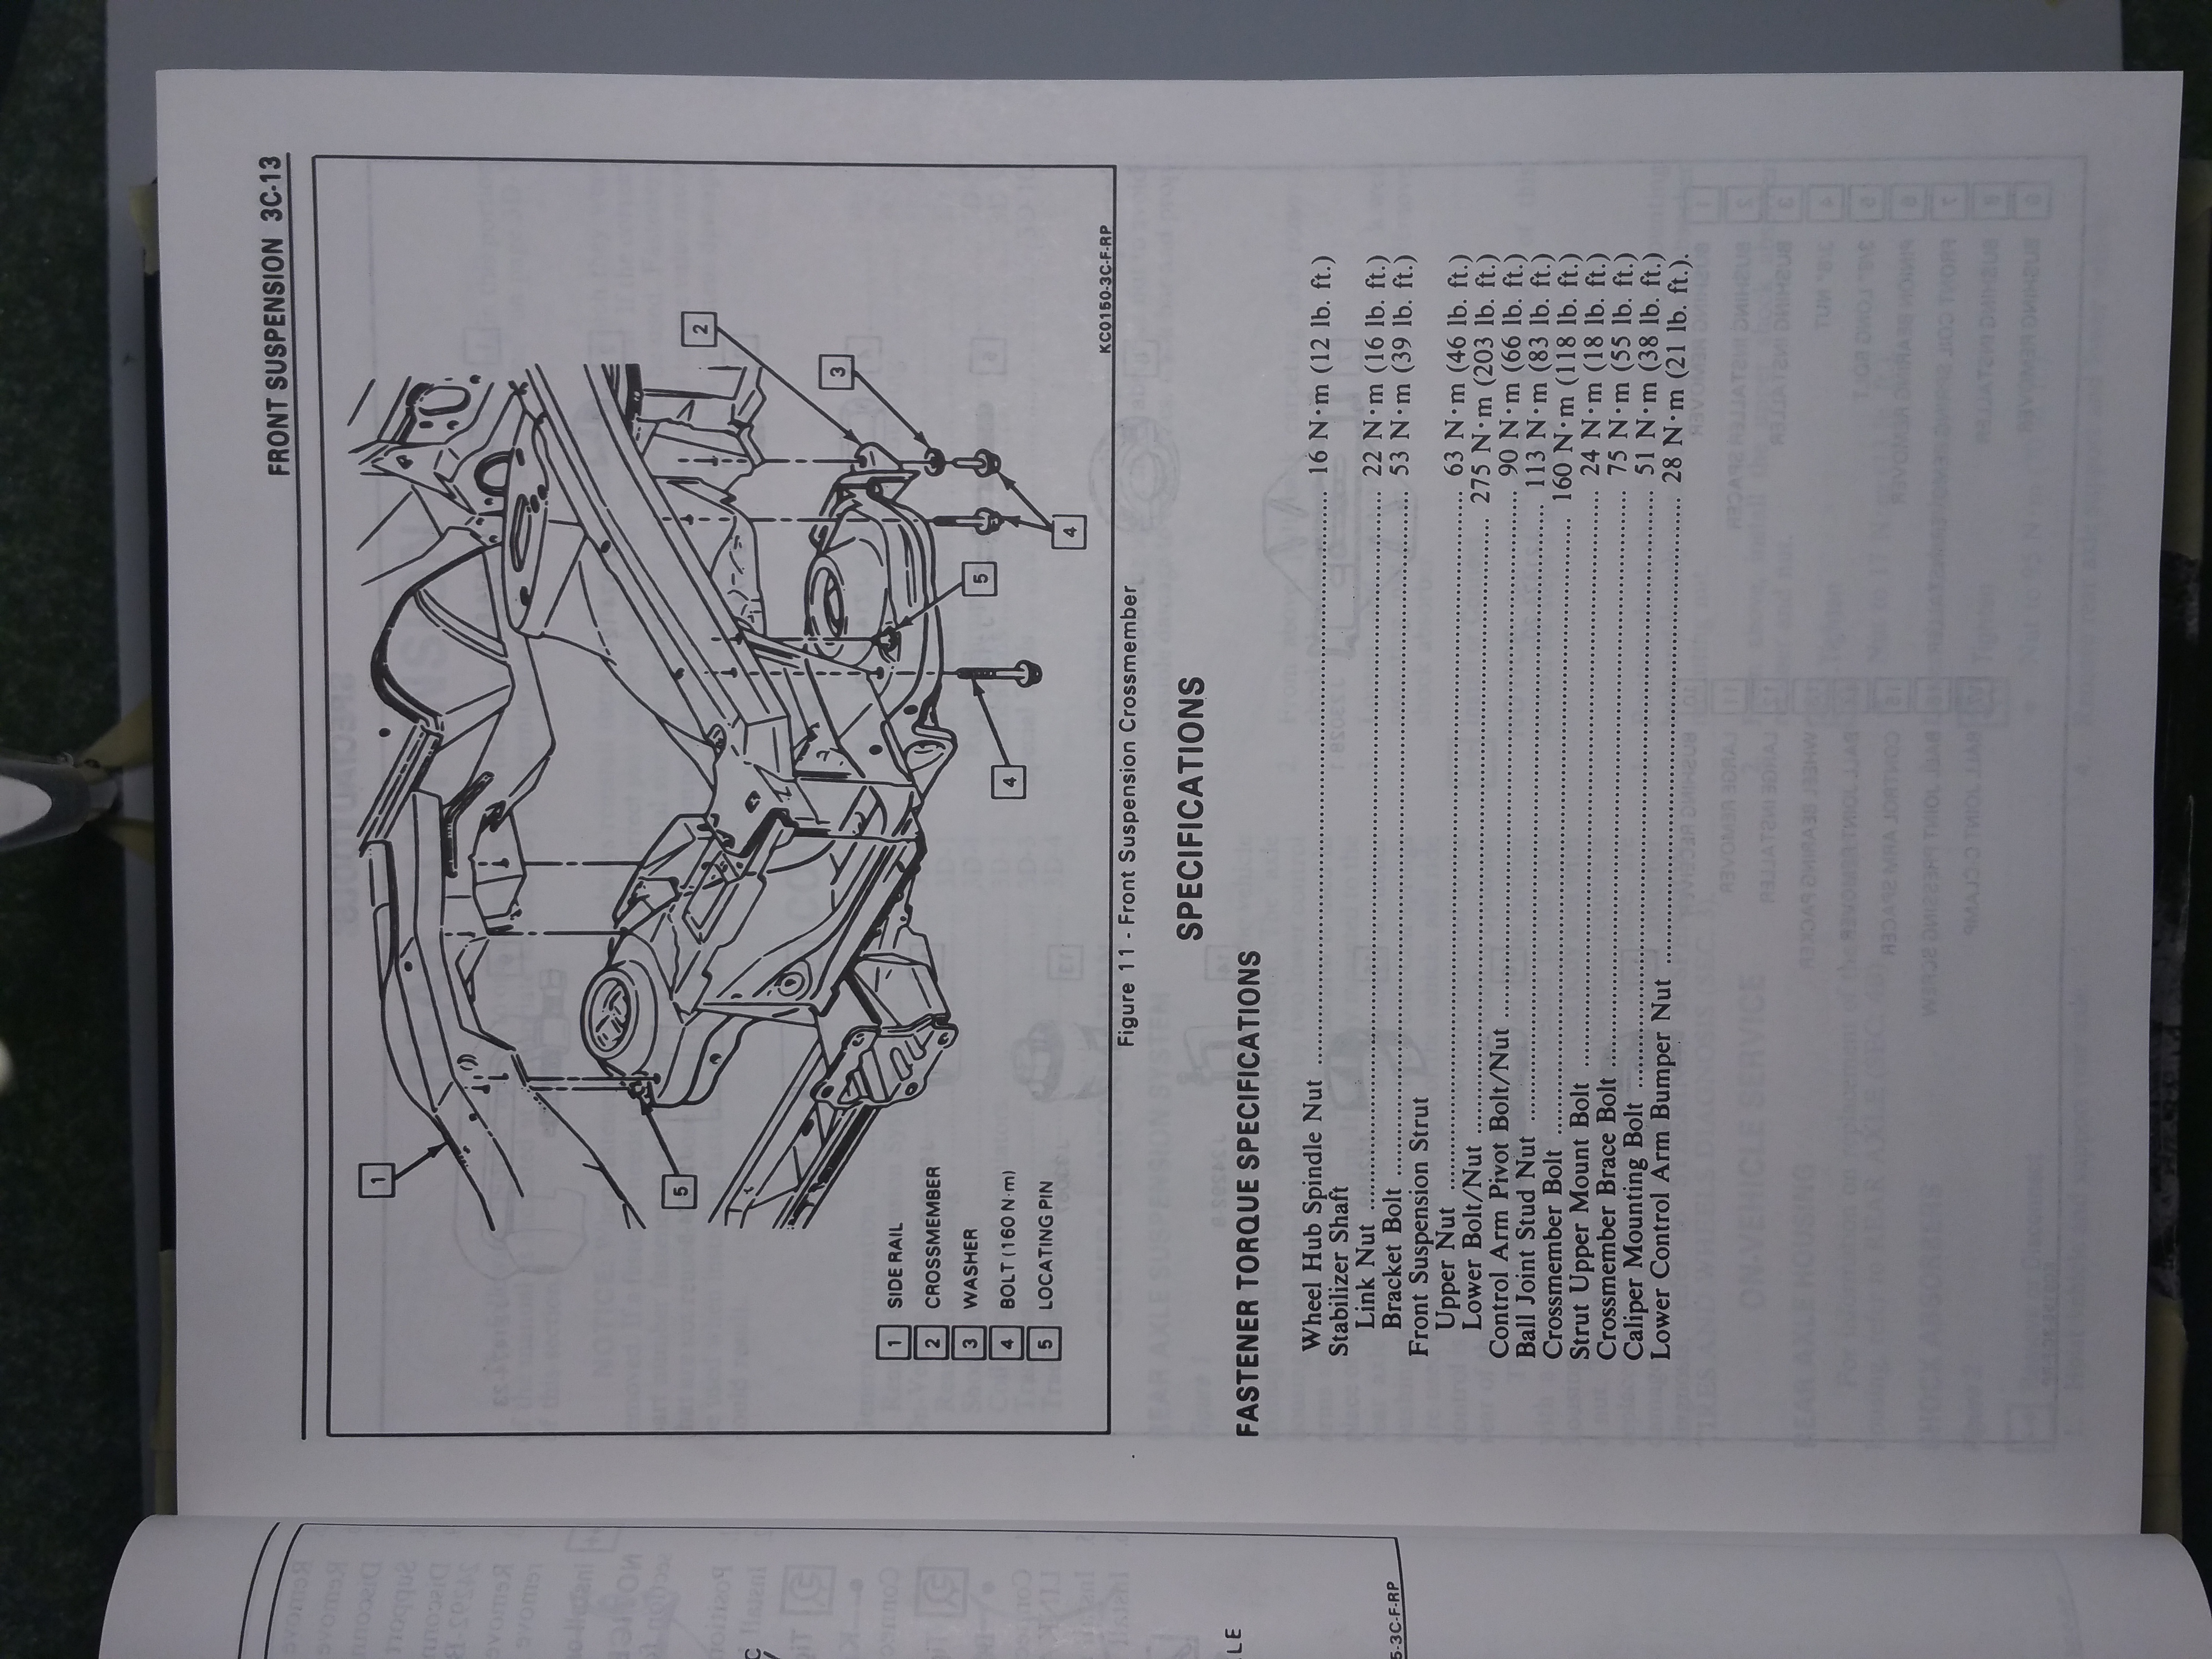 FRONT SUSPENSION 3C-13
1
2
3
4
5
4
5
1 SIDE RAIL
2 CROSSMEMBER
3 WASHER
4 BOLT (160 N·m)
5 LOCATING PIN
KC0150-3C-F-RP
Figure 11 - Front Suspension Crossmember
SPECIFICATIONS
FASTENER TORQUE SPECIFICATIONS
Wheel Hub Spindle Nut ........ 16 N·m (12 lb. ft.)
Stabilizer Shaft
Link Nut ........ 22 N·m (16 lb. ft.)
Bracket Bolt ........ 53 N·m (39 lb. ft.)
Front Suspension Strut
Upper Nut ........ 63 N·m (46 lb. ft.)
Lower Bolt/Nut ........ 275 N·m (203 lb. ft.)
Control Arm Pivot Bolt/Nut ........ 90 N·m (66 lb. ft.)
Ball Joint Stud Nut ........ 113 N·m (83 lb. ft.)
Crossmember Bolt ........ 160 N·m (118 lb. ft.)
Strut Upper Mount Bolt ........ 24 N·m (18 lb. ft.)
Crossmember Brace Bolt ........ 75 N·m (55 lb. ft.)
Caliper Mounting Bolt ........ 51 N·m (38 lb. ft.)
Lower Control Arm Bumper Nut ........ 28 N·m (21 lb. ft.).
5-3C-F-RP